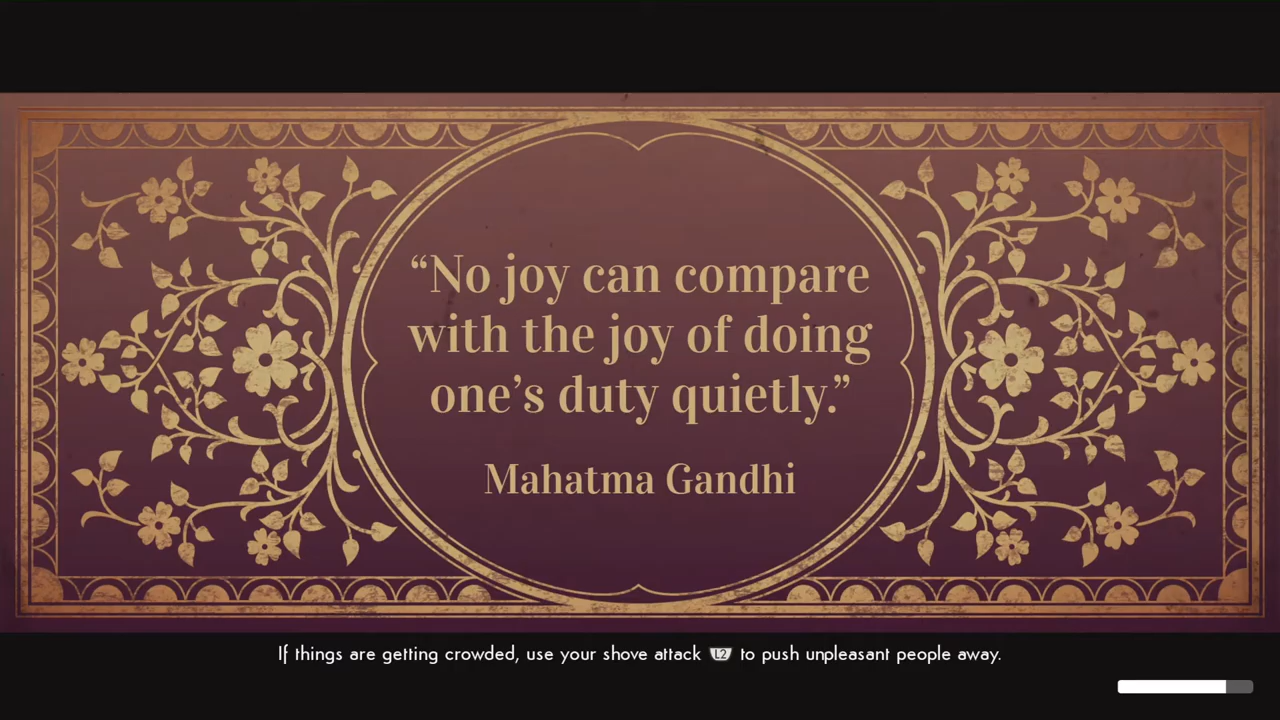 “No joy can compare
with the joy of doing
one’s duty quietly.”
Mahatma Gandhi
If things are getting crowded, use your shove attack L2 to push unpleasant people away.